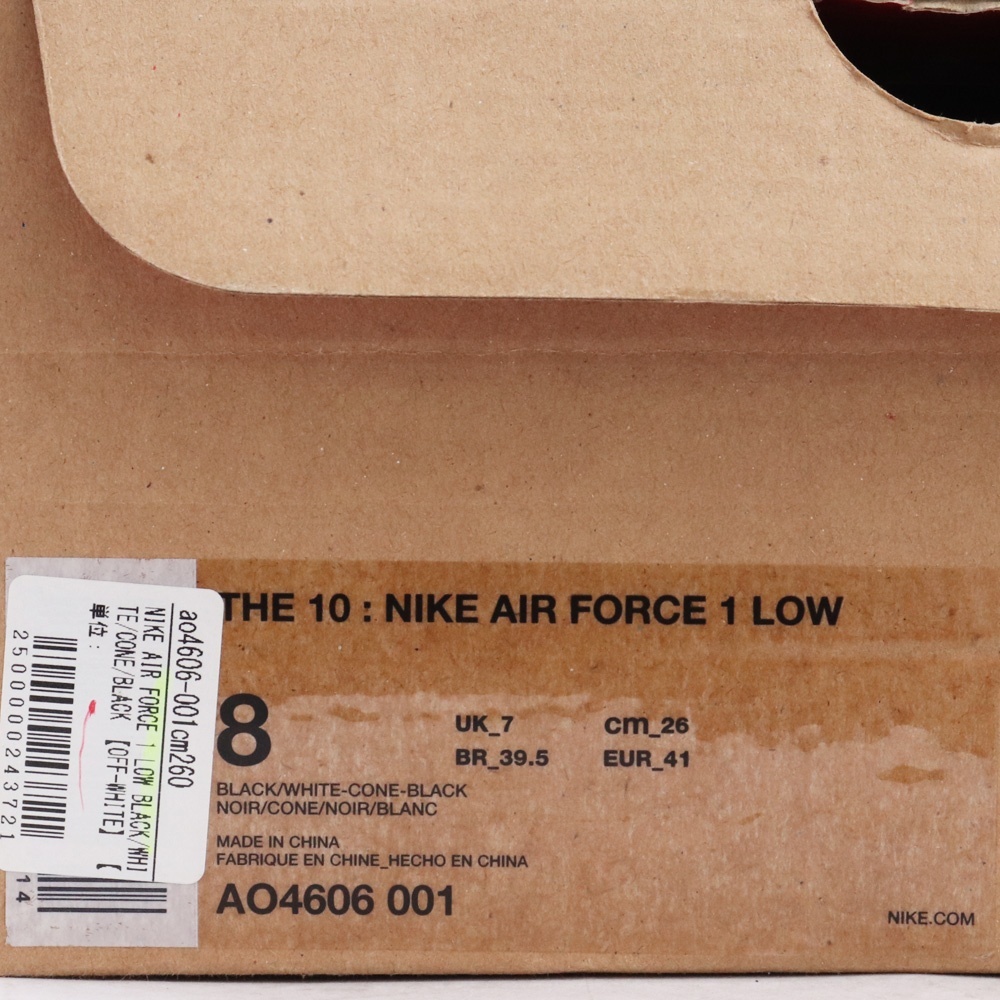 THE 10 : NIKE AIR FORCE 1 LOW
8
UK_7
cm_26
BR_39.5
EUR_41
BLACK/WHITE-CONE-BLACK
NOIR/CONE/NOIR/BLANC
MADE IN CHINA
FABRIQUE EN CHINE_HECHO EN CHINA
AO4606 001
NIKE.COM
ao4606-001cm260
NIKE AIR FORCE 1 LOW BLACK/WHI
TE/CONE/BLACK 【OFF-WHITE】 【
単位:
2500000243721
14